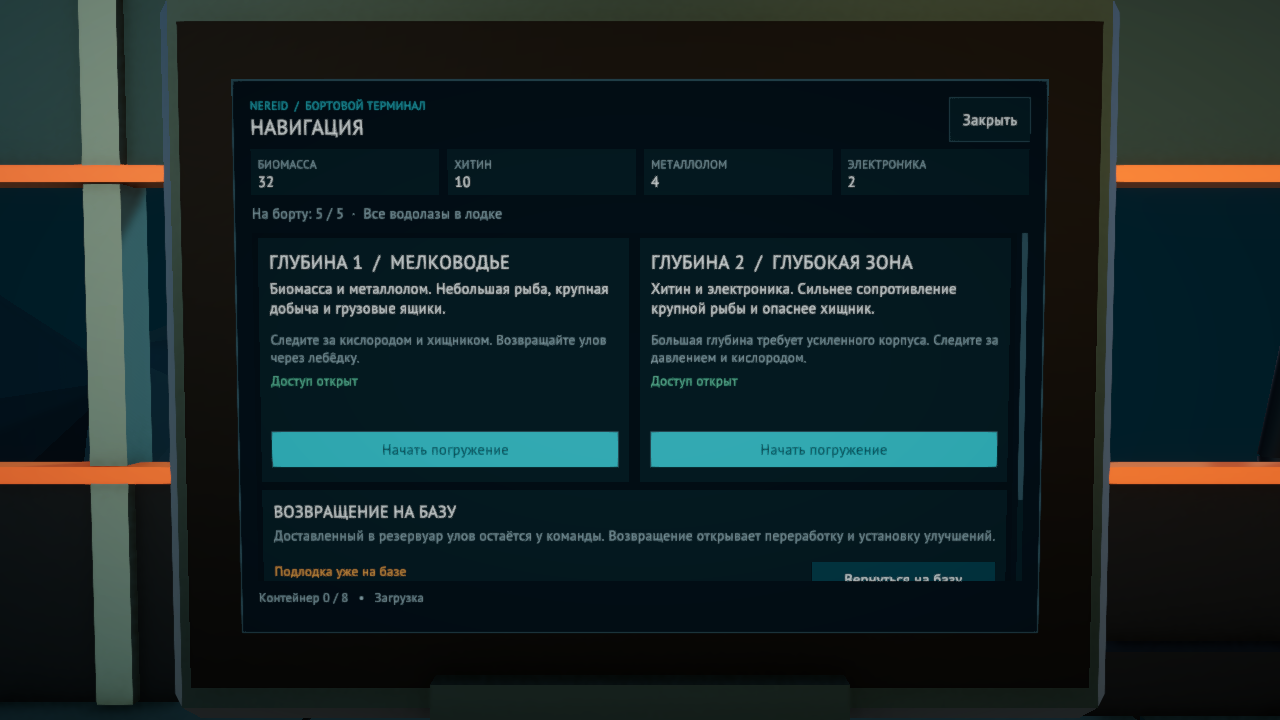 NEREID / БОРТОВОЙ ТЕРМИНАЛ
НАВИГАЦИЯ
Закрыть
БИОМАССА
32
ХИТИН
10
МЕТАЛЛОЛОМ
4
ЭЛЕКТРОНИКА
2
На борту: 5 / 5 · Все водолазы в лодке
ГЛУБИНА 1 / МЕЛКОВОДЬЕ
Биомасса и металлолом. Небольшая рыба, крупная
добыча и грузовые ящики.
Следите за кислородом и хищником. Возвращайте улов
через лебёдку.
Доступ открыт
Начать погружение
ГЛУБИНА 2 / ГЛУБОКАЯ ЗОНА
Хитин и электроника. Сильнее сопротивление
крупной рыбы и опаснее хищник.
Большая глубина требует усиленного корпуса. Следите за
давлением и кислородом.
Доступ открыт
Начать погружение
ВОЗВРАЩЕНИЕ НА БАЗУ
Доставленный в резервуар улов остаётся у команды. Возвращение открывает переработку и установку улучшений.
Подлодка уже на базе
Вернуться на базу
Контейнер 0 / 8 • Загрузка